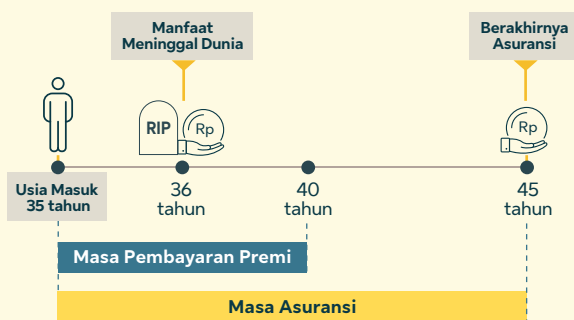 Manfaat
Meninggal Dunia
Berakhirnya
Asuransi
RIP
Rp
Rp
Usia Masuk
35 tahun
36
tahun
40
tahun
45
tahun
Masa Pembayaran Premi
Masa Asuransi